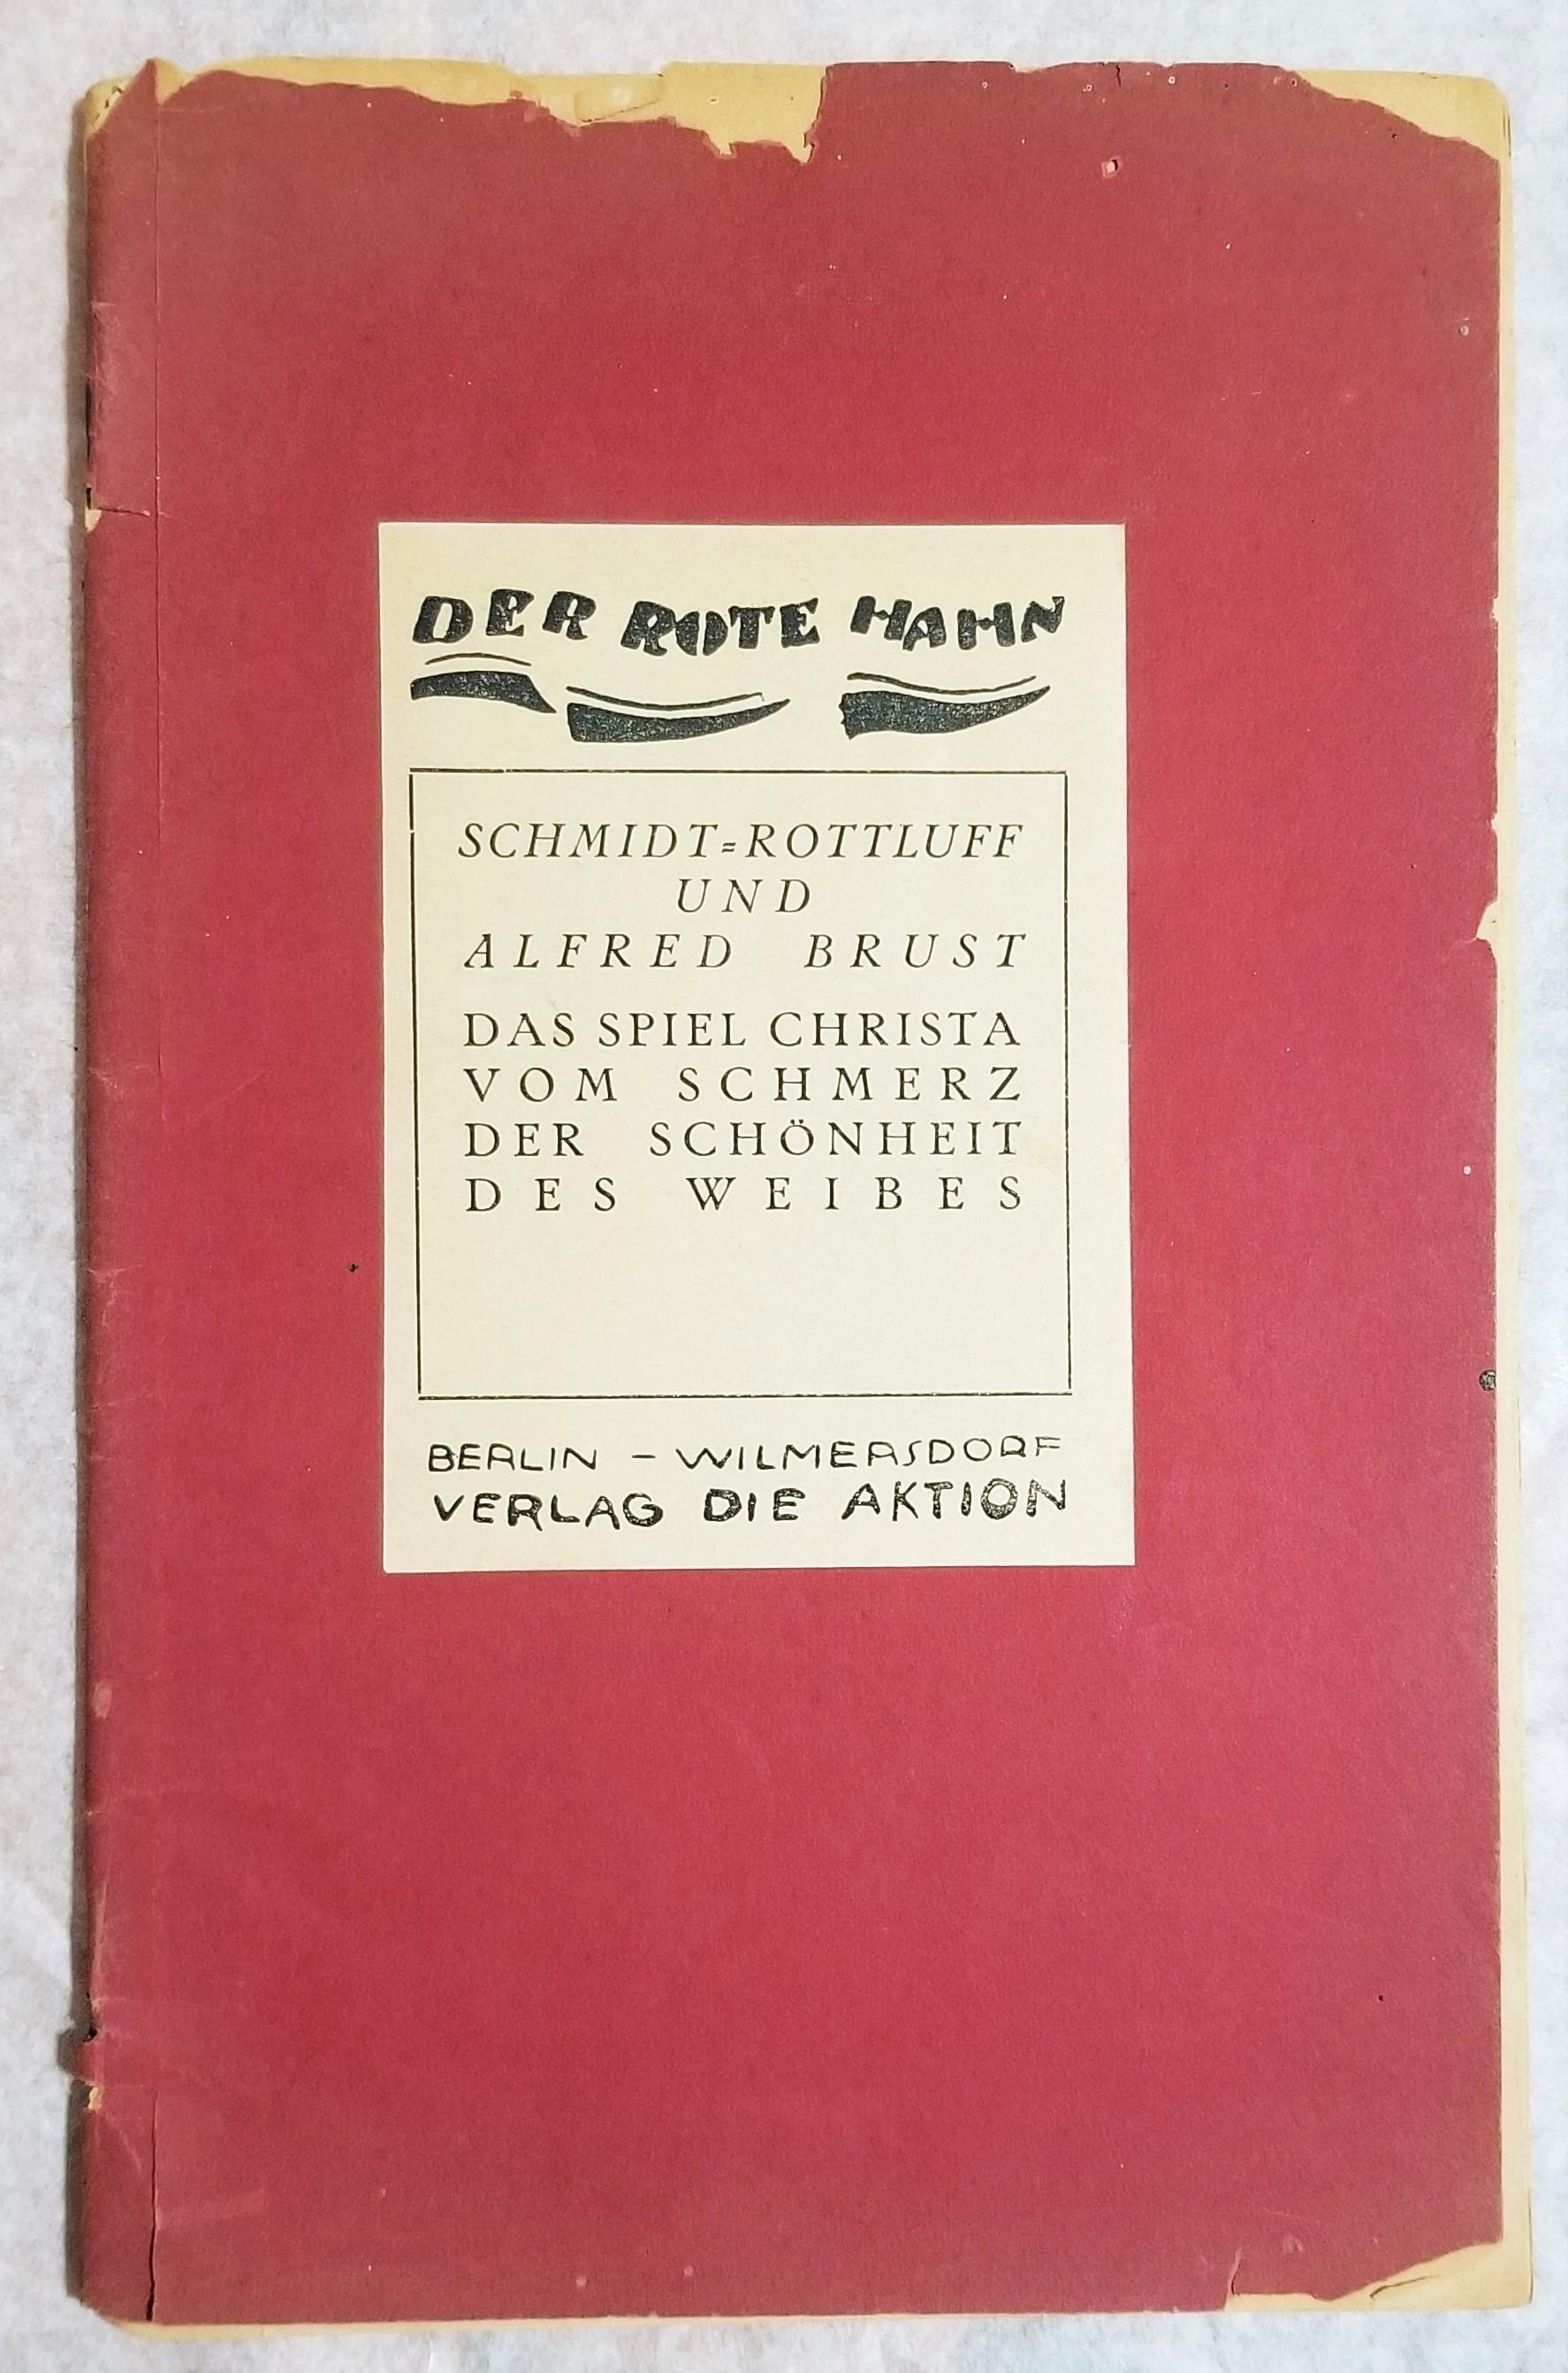 DER ROTE HAHN
SCHMIDT=ROTTLUFF
UND
ALFRED BRUST
DAS SPIEL CHRISTA
VOM SCHMERZ
DER SCHÖNHEIT
DES WEIBES
BERLIN – WILMERSDORF
VERLAG DIE AKTION